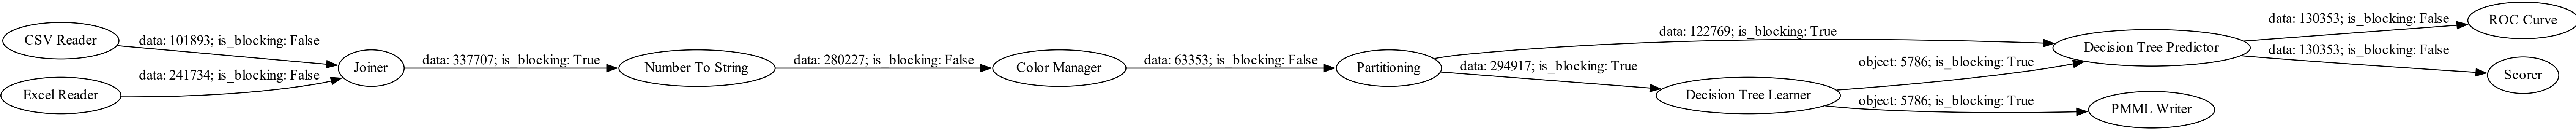 CSV Reader
data: 101893; is_blocking: False
Excel Reader
data: 241734; is_blocking: False
Joiner
data: 337707; is_blocking: True
Number To String
data: 280227; is_blocking: False
Color Manager
data: 63353; is_blocking: False
Partitioning
data: 122769; is_blocking: True
data: 294917; is_blocking: True
Decision Tree Learner
object: 5786; is_blocking: True
object: 5786; is_blocking: True
Decision Tree Predictor
PMML Writer
data: 130353; is_blocking: False
data: 130353; is_blocking: False
ROC Curve
Scorer